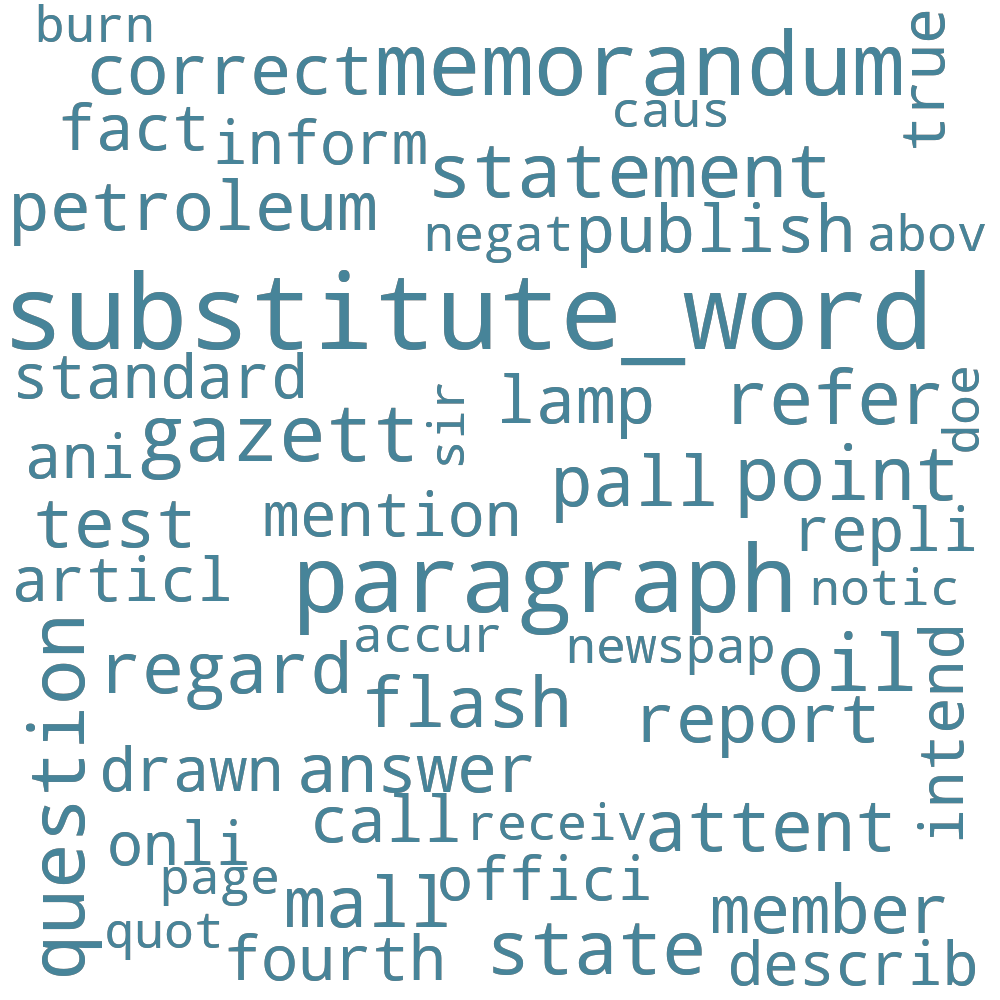 burn
correct
memorandum
true
caus
fact
inform
statement
petroleum
negat
publish
abov
substitute_word
standard
lamp
refer
doe
sir
gazett
ani
pall
point
mention
test
repli
articl
paragraph
notic
question
accur
newspap
regard
oil
intend
flash
report
drawn
answer
call
receiv
attent
onli
page
mall
offici
member
quot
fourth
state
describ